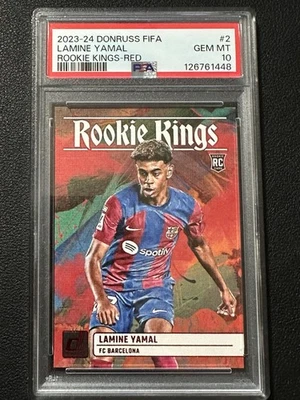 2023-24 DONRUSS FIFA #2
LAMINE YAMAL GEM MT
ROOKIE KINGS-RED 10
PSA 126761448
Rookie Kings
RC
Spotify
LAMINE YAMAL
FC BARCELONA